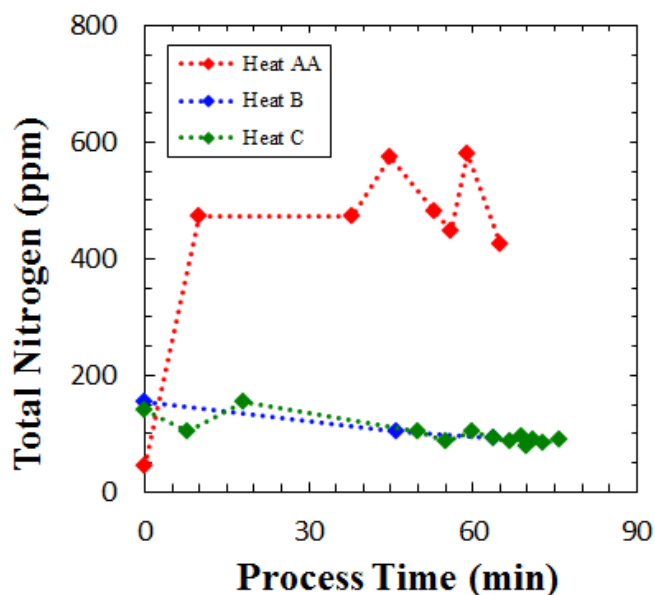 800
600
400
200
0
Total Nitrogen (ppm)
Heat AA
Heat B
Heat C
0 30 60 90
Process Time (min)